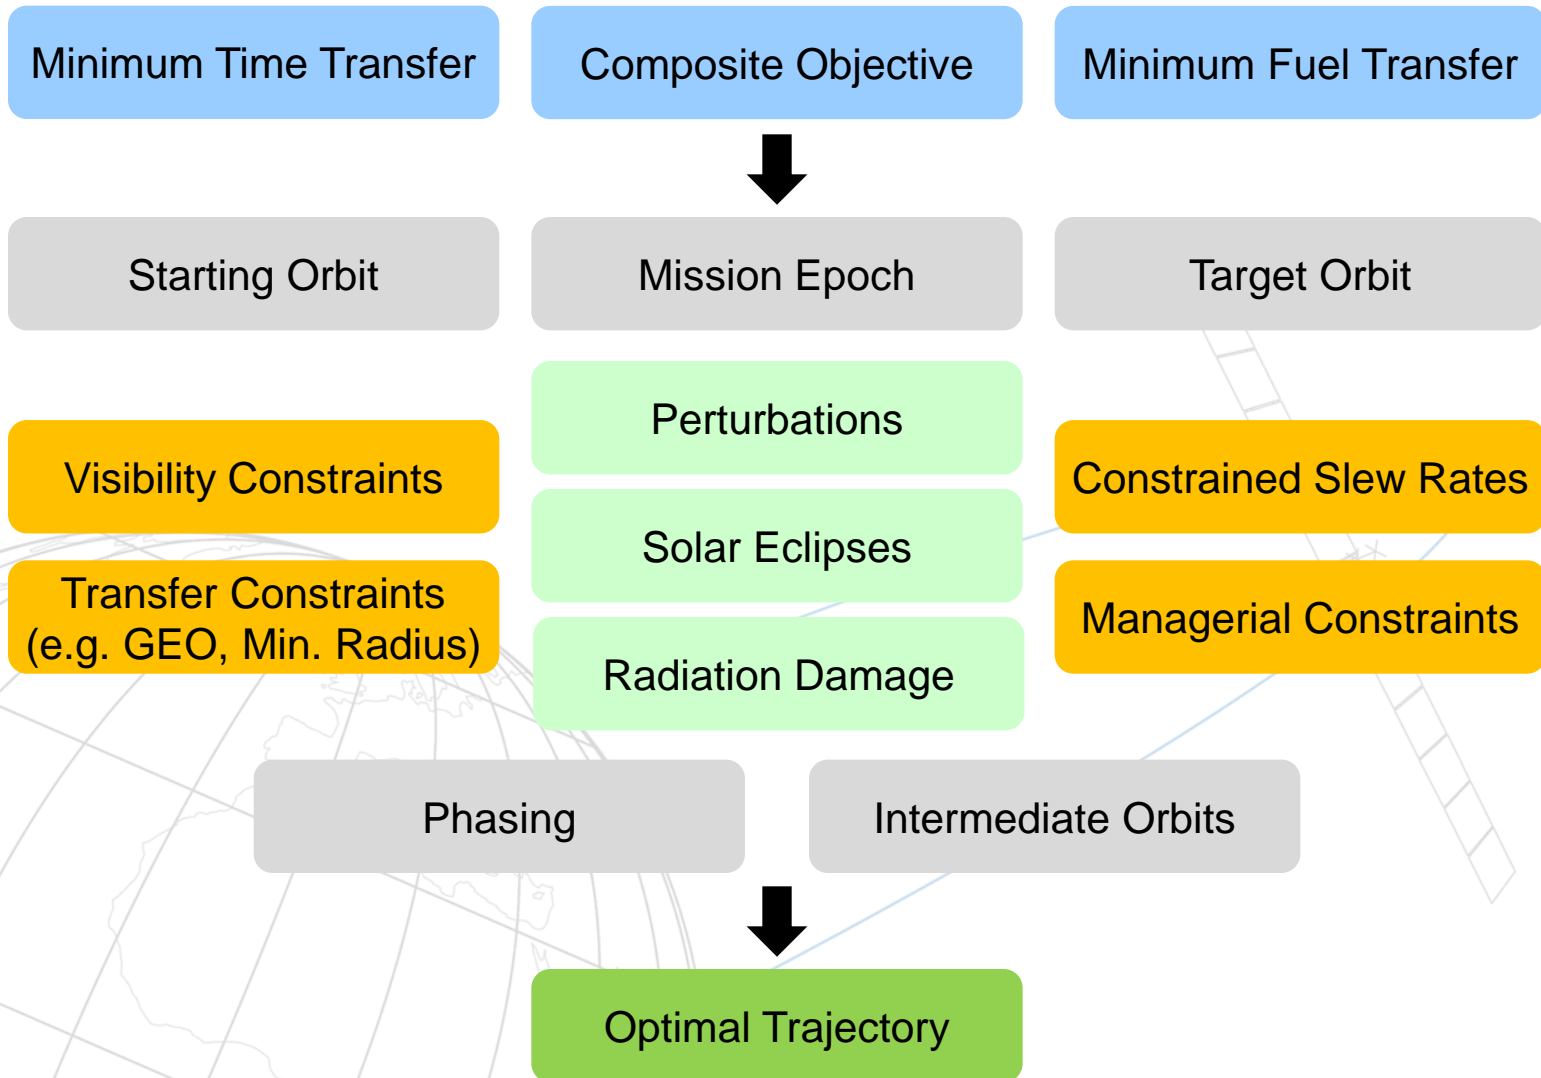 Minimum Time Transfer
Composite Objective
Minimum Fuel Transfer
Starting Orbit
Mission Epoch
Target Orbit
Perturbations
Visibility Constraints
Constrained Slew Rates
Solar Eclipses
Transfer Constraints
(e.g. GEO, Min. Radius)
Managerial Constraints
Radiation Damage
Phasing
Intermediate Orbits
Optimal Trajectory